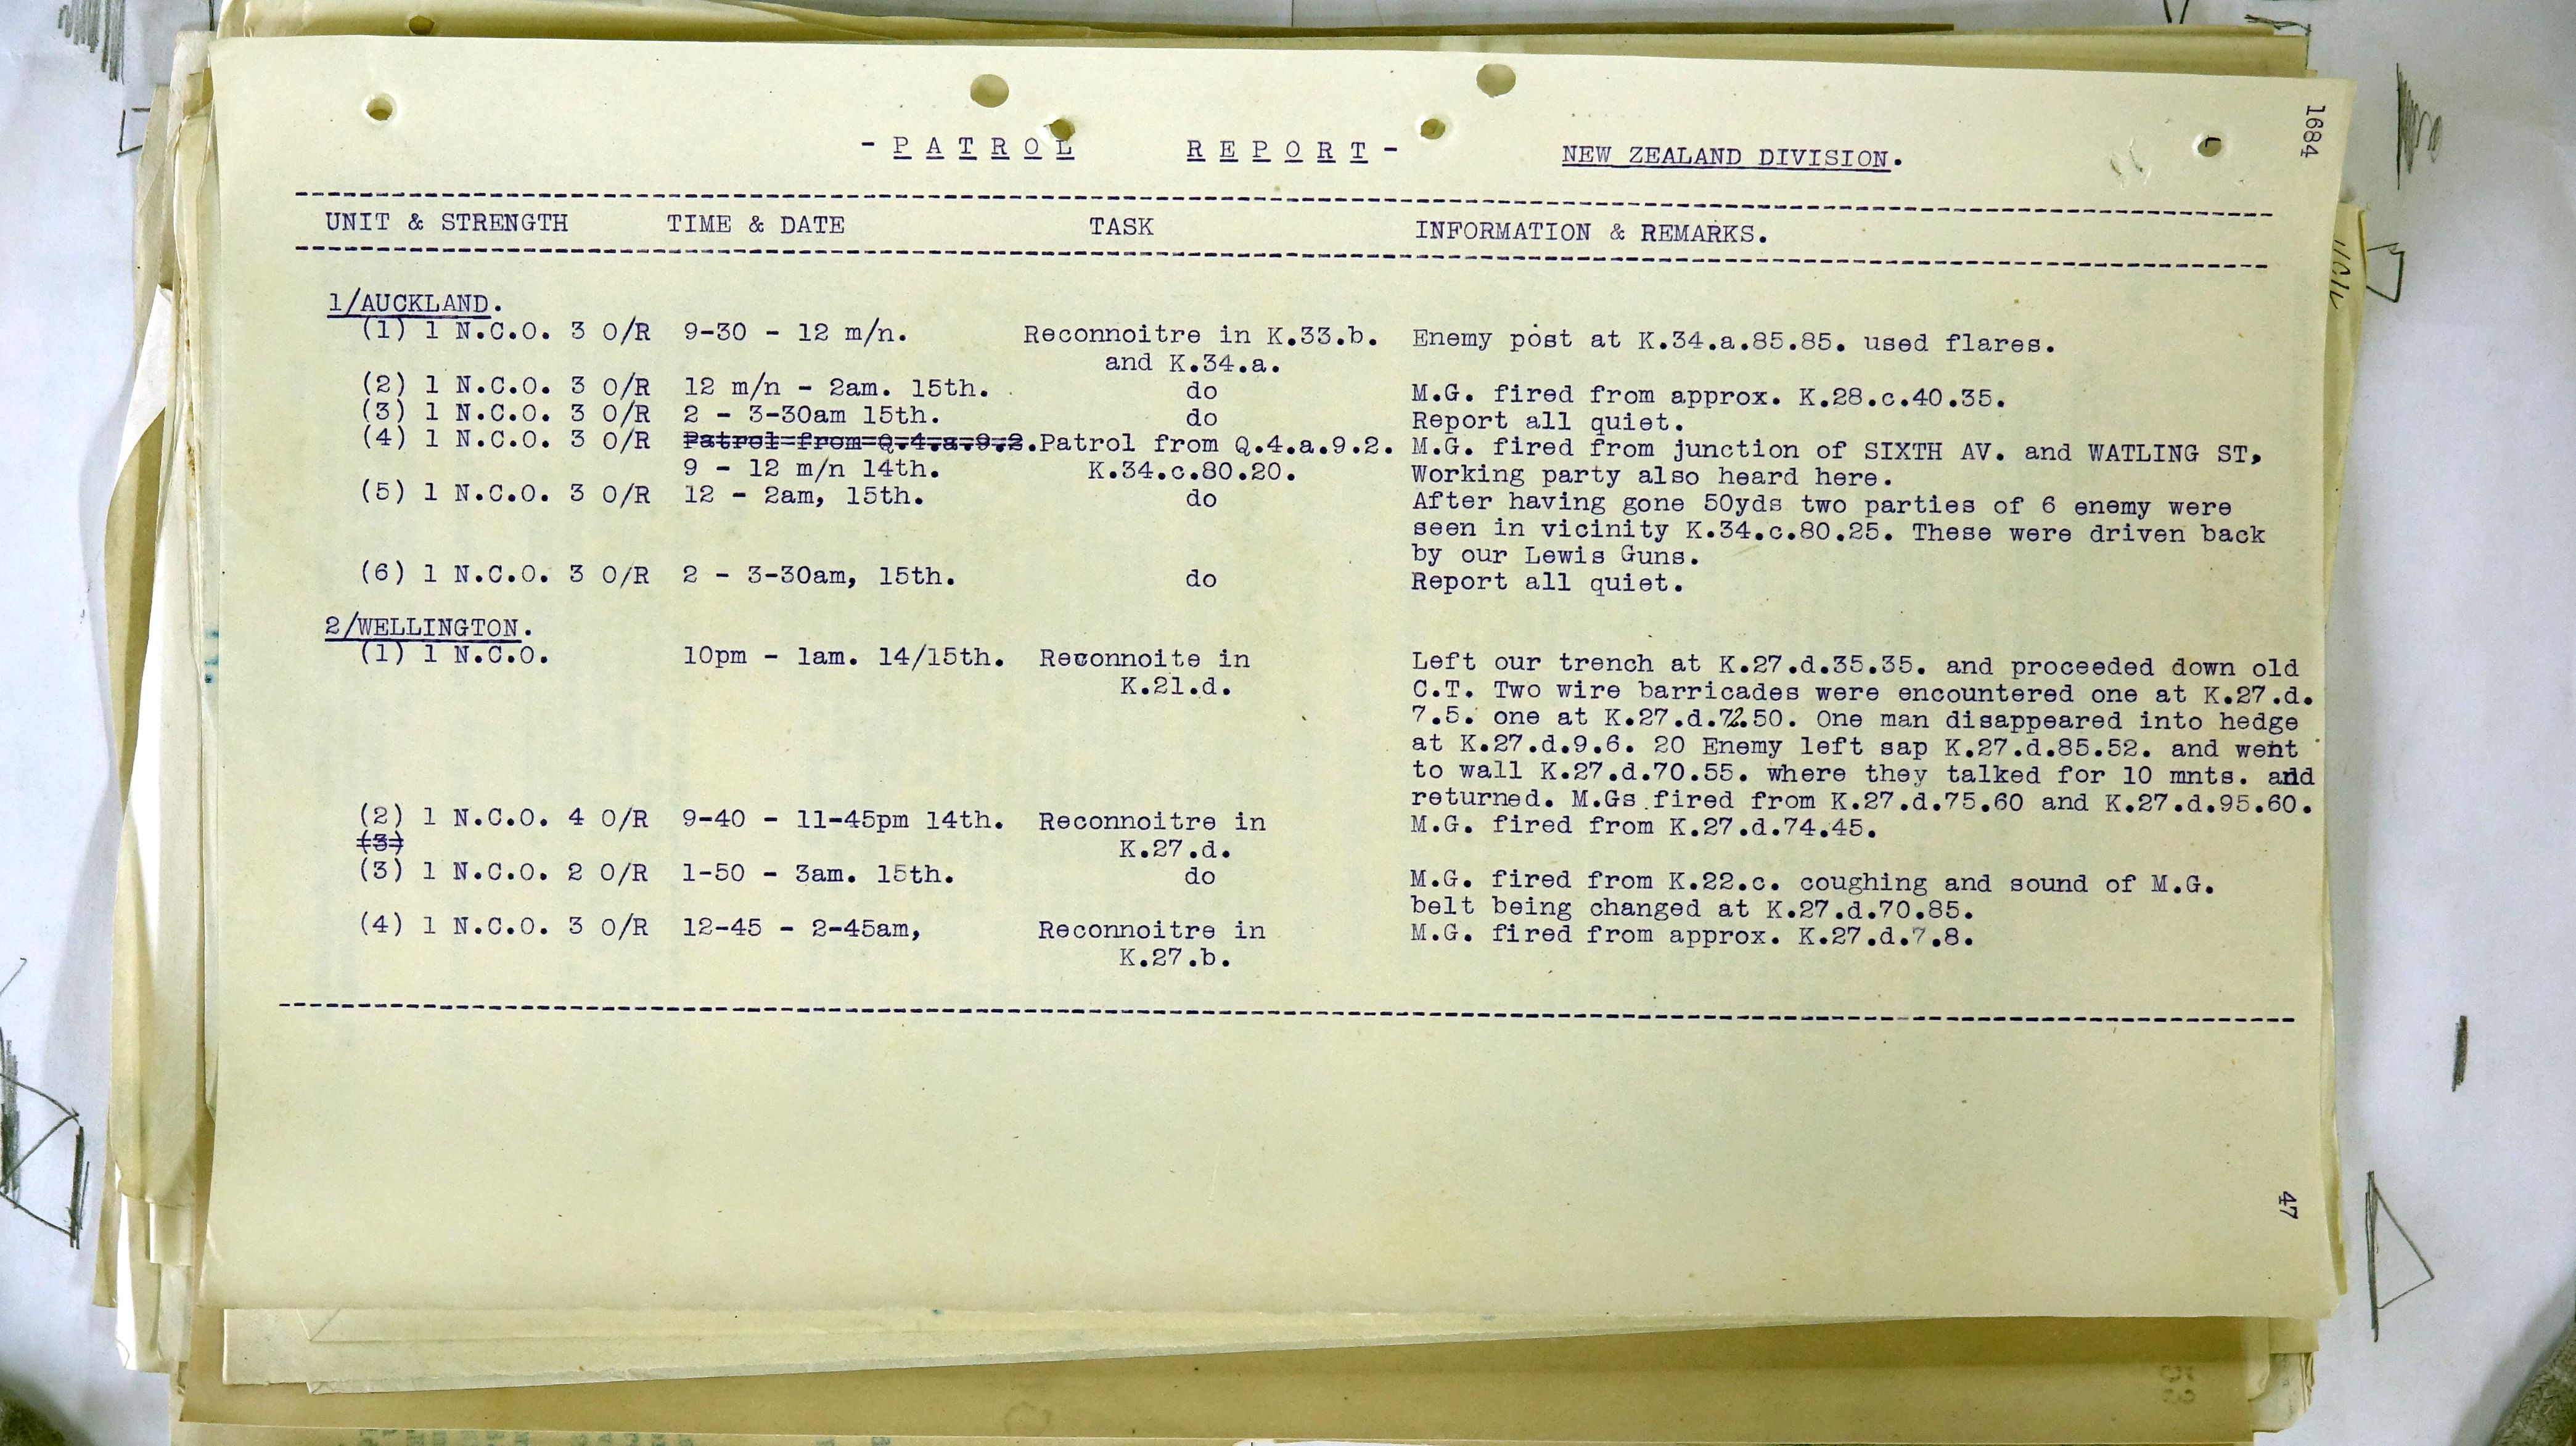 - P A T R O L   R E P O R T -   NEW ZEALAND DIVISION.
1684
UNIT & STRENGTH   TIME & DATE   TASK   INFORMATION & REMARKS.
1/AUCKLAND.
(1) 1 N.C.O. 3 O/R   9-30 - 12 m/n.   Reconnoitre in K.33.b.   Enemy post at K.34.a.85.85. used flares.
and K.34.a.
(2) 1 N.C.O. 3 O/R   12 m/n - 2am. 15th.   do   M.G. fired from approx. K.28.c.40.35.
(3) 1 N.C.O. 3 O/R   2 - 3-30am 15th.   do   Report all quiet.
(4) 1 N.C.O. 3 O/R   Patrol from Q.4.a.9.2. Patrol from Q.4.a.9.2.   M.G. fired from junction of SIXTH AV. and WATLING ST,
9 - 12 m/n 14th.   K.34.c.80.20.   Working party also heard here.
(5) 1 N.C.O. 3 O/R   12 - 2am, 15th.   do   After having gone 50yds two parties of 6 enemy were
seen in vicinity K.34.c.80.25. These were driven back
by our Lewis Guns.
(6) 1 N.C.O. 3 O/R   2 - 3-30am, 15th.   do   Report all quiet.
2/WELLINGTON.
(1) 1 N.C.O.   10pm - 1am. 14/15th.   Reconnoite in   Left our trench at K.27.d.35.35. and proceeded down old
K.21.d.   C.T. Two wire barricades were encountered one at K.27.d.
7.5. one at K.27.d.72.50. One man disappeared into hedge
at K.27.d.9.6. 20 Enemy left sap K.27.d.85.52. and went
to wall K.27.d.70.55. where they talked for 10 mnts. and
returned. M.Gs fired from K.27.d.75.60 and K.27.d.95.60.
(2) 1 N.C.O. 4 O/R   9-40 - 11-45pm 14th.   Reconnoitre in   M.G. fired from K.27.d.74.45.
(3)   K.27.d.
(3) 1 N.C.O. 2 O/R   1-50 - 3am. 15th.   do   M.G. fired from K.22.c. coughing and sound of M.G.
belt being changed at K.27.d.70.85.
(4) 1 N.C.O. 3 O/R   12-45 - 2-45am,   Reconnoitre in   M.G. fired from approx. K.27.d.7.8.
K.27.b.
47